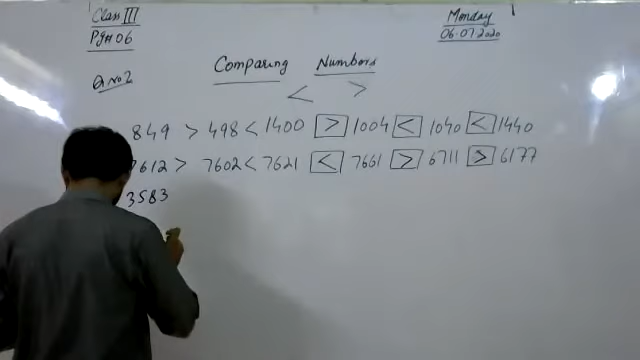 Class III
Monday
Pg# 06
06.07.2020
Comparing Numbers
Q no 2
< >
849 > 498 < 1400 > 1004 < 1040 < 1440
7612 > 7602 < 7621 < 7661 > 6711 > 6177
3583